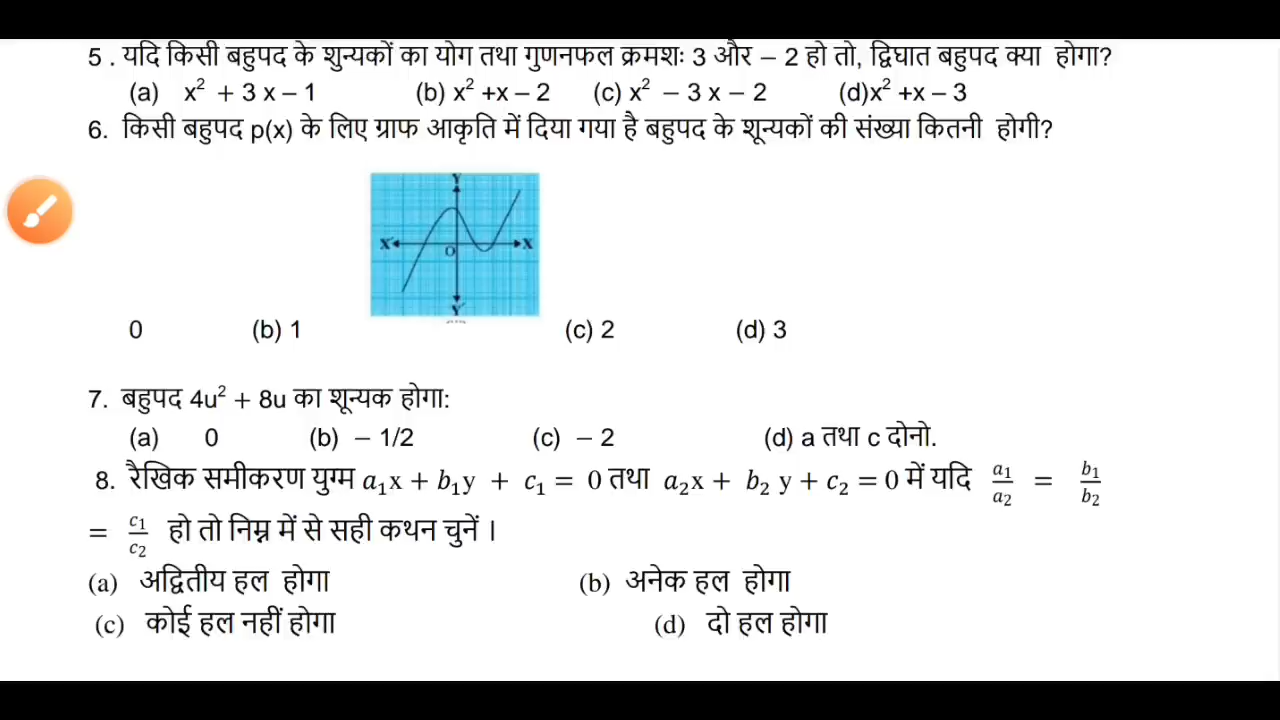 5 . यदि किसी बहुपद के शुन्यकों का योग तथा गुणनफल क्रमशः 3 और – 2 हो तो, द्विघात बहुपद क्या होगा?
(a) x² + 3 x – 1 (b) x² +x – 2 (c) x² – 3 x – 2 (d)x² +x – 3
6. किसी बहुपद p(x) के लिए ग्राफ आकृति में दिया गया है बहुपद के शून्यकों की संख्या कितनी होगी?
Y
X' O X
Y'
0 (b) 1 (c) 2 (d) 3
7. बहुपद 4u² + 8u का शून्यक होगा:
(a) 0 (b) – 1/2 (c) – 2 (d) a तथा c दोनो.
8. रैखिक समीकरण युग्म a₁x + b₁y + c₁ = 0 तथा a₂x + b₂ y + c₂ = 0 में यदि a₁/a₂ = b₁/b₂
= c₁/c₂ हो तो निम्न में से सही कथन चुनें ।
(a) अद्वितीय हल होगा (b) अनेक हल होगा
(c) कोई हल नहीं होगा (d) दो हल होगा